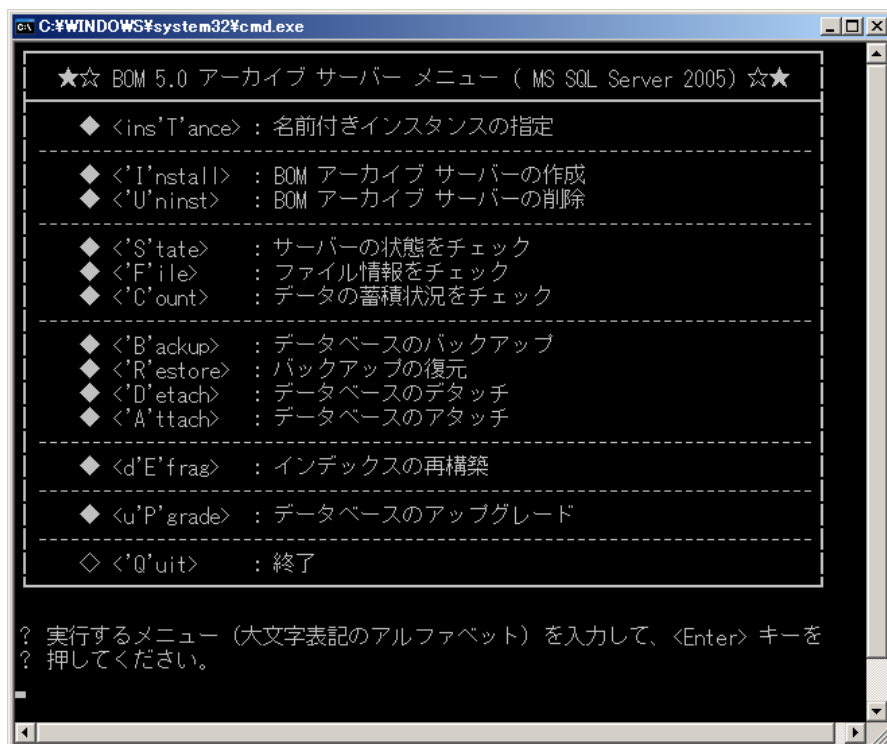 C:¥WINDOWS¥system32¥cmd.exe
★☆ BOM 5.0 アーカイブ サーバー メニュー ( MS SQL Server 2005) ☆★
◆ <ins'T'ance> : 名前付きインスタンスの指定
◆ <'I'nstall> : BOM アーカイブ サーバーの作成
◆ <'U'ninst> : BOM アーカイブ サーバーの削除
◆ <'S'tate> : サーバーの状態をチェック
◆ <'F'ile> : ファイル情報をチェック
◆ <'C'ount> : データの蓄積状況をチェック
◆ <'B'ackup> : データベースのバックアップ
◆ <'R'estore> : バックアップの復元
◆ <'D'etach> : データベースのデタッチ
◆ <'A'ttach> : データベースのアタッチ
◆ <d'E'frag> : インデックスの再構築
◆ <u'P'grade> : データベースのアップグレード
◇ <'Q'uit> : 終了
? 実行するメニュー（大文字表記のアルファベット）を入力して、<Enter> キーを
? 押してください。